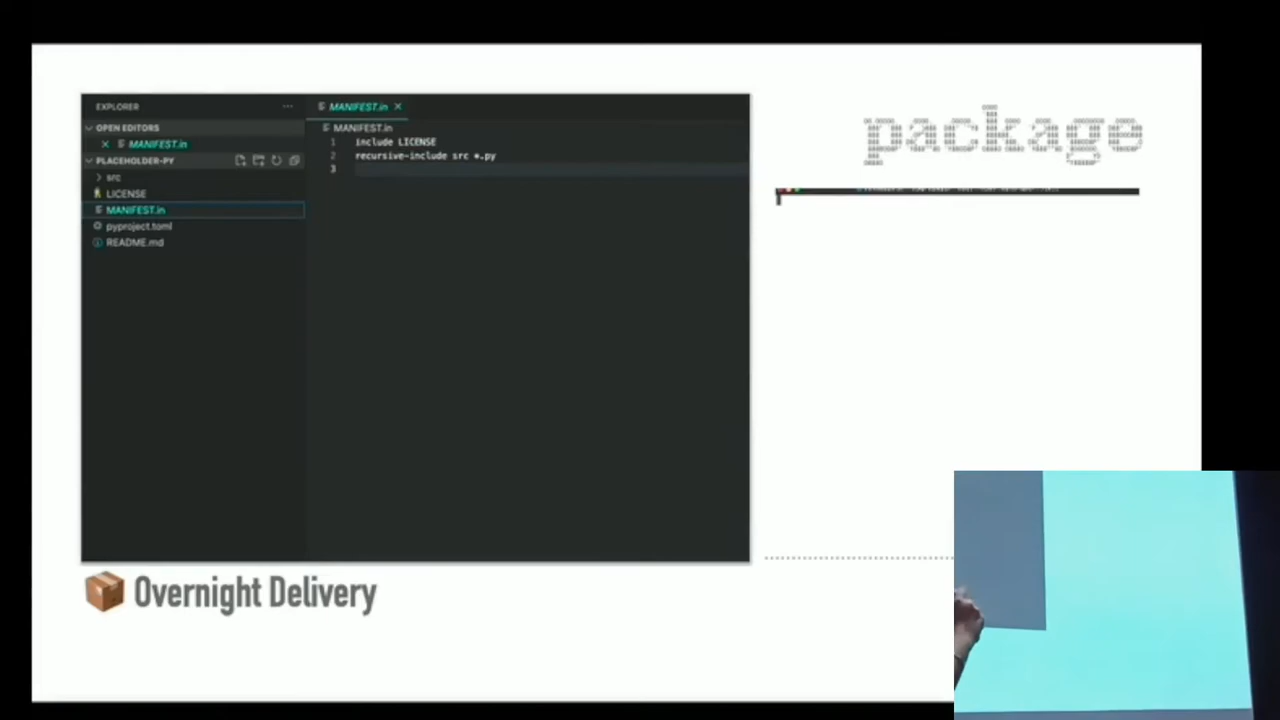 EXPLORER
OPEN EDITORS
MANIFEST.in
PLACEHOLDER-PY
src
LICENSE
MANIFEST.in
pyproject.toml
README.md
MANIFEST.in
MANIFEST.in
1 include LICENSE
2 recursive-include src *.py
3
package
Overnight Delivery